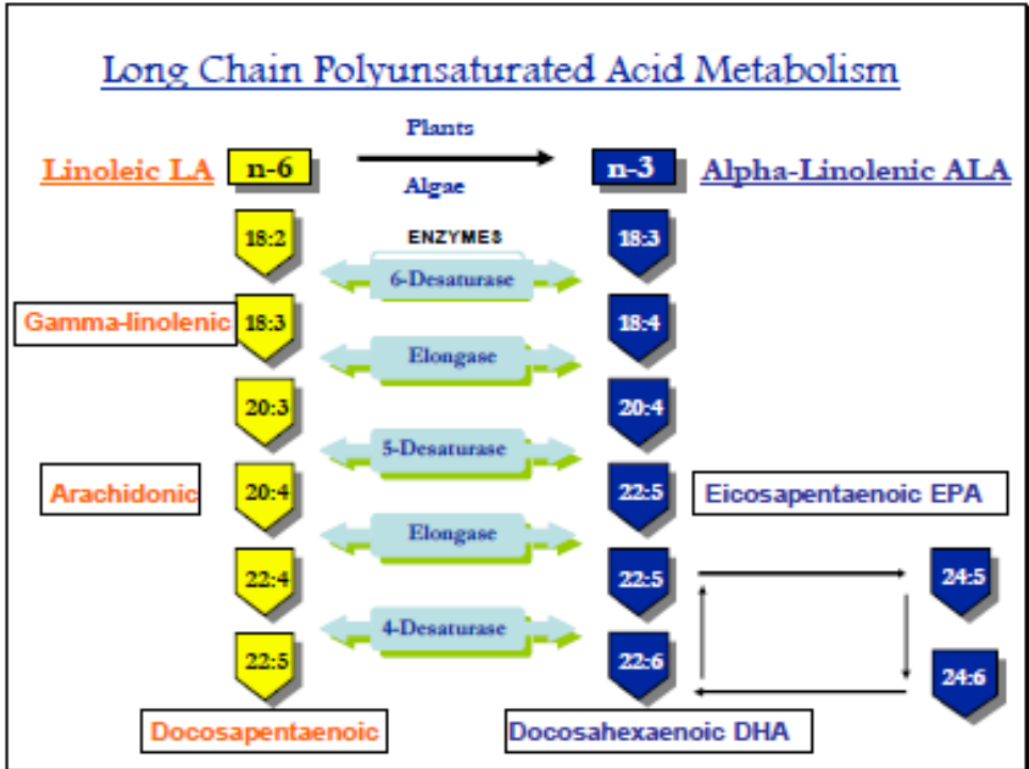 Long Chain Polyunsaturated Acid Metabolism
Plants
Linoleic LA n-6 n-3 Alpha-Linolenic ALA
Algae
18:2 ENZYMES 18:3
6-Desaturase
Gamma-linolenic 18:3 18:4
Elongase
20:3 20:4
5-Desaturase
Arachidonic 20:4 22:5 Eicosapentaenoic EPA
Elongase
22:4 22:5 24:5
4-Desaturase
22:5 22:6 24:6
Docosapentaenoic Docosahexaenoic DHA